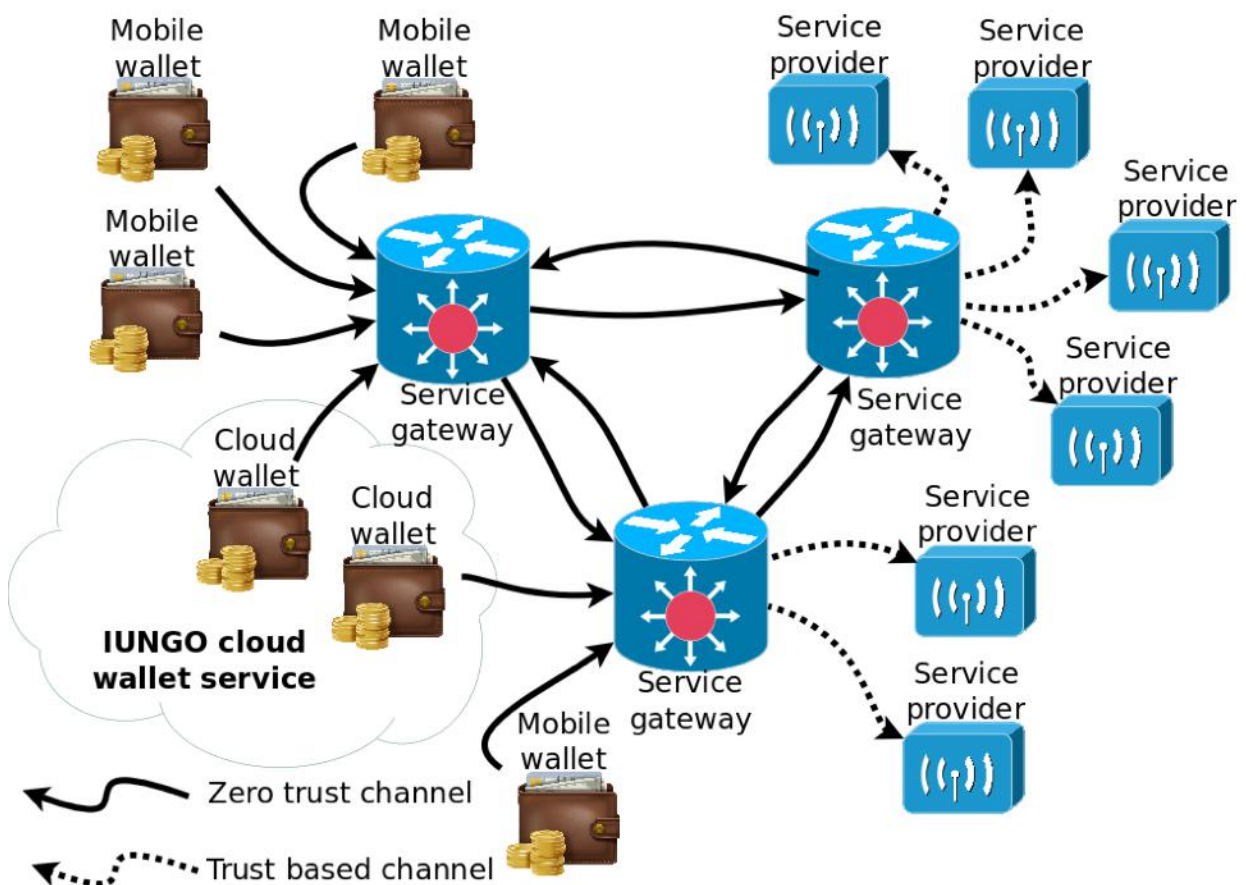 Mobile
wallet
Mobile
wallet
Service
provider
Service
provider
Service
provider
Mobile
wallet
Service
provider
Service
gateway
Service
gateway
Cloud
wallet
Cloud
wallet
Service
provider
IUNGO cloud
wallet service
Service
gateway
Service
provider
Mobile
wallet
Zero trust channel
Trust based channel